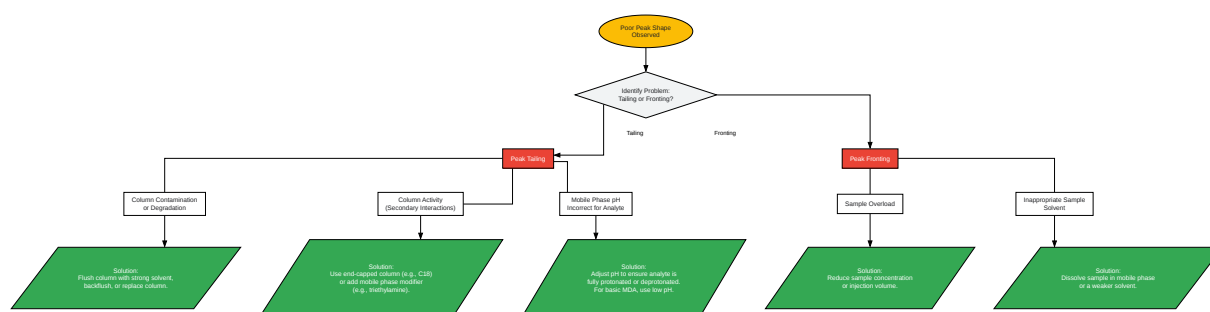 Poor Peak Shape
Observed
Identify Problem:
Tailing or Fronting?
Tailing
Fronting
Peak Tailing
Peak Fronting
Column Contamination
or Degradation
Column Activity
(Secondary Interactions)
Mobile Phase pH
Incorrect for Analyte
Sample Overload
Inappropriate Sample
Solvent
Solution:
Flush column with strong solvent,
backflush, or replace column.
Solution:
Use end-capped column (e.g., C18)
or add mobile phase modifier
(e.g., triethylamine).
Solution:
Adjust pH to ensure analyte is
fully protonated or deprotonated.
For basic MDA, use low pH.
Solution:
Reduce sample concentration
or injection volume.
Solution:
Dissolve sample in mobile phase
or a weaker solvent.